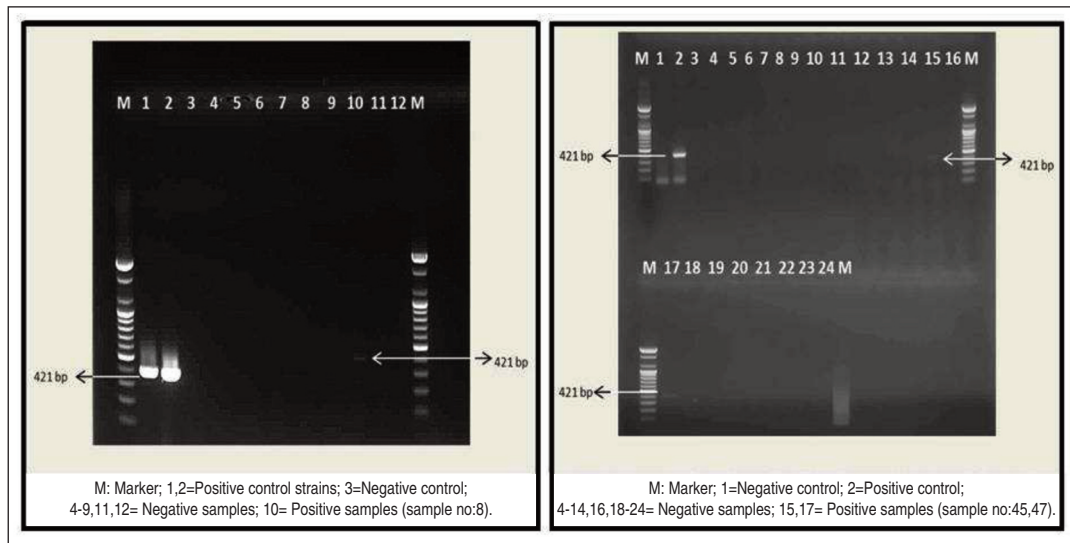 M 1 2 3 4 5 6 7 8 9 10 11 12 M
421 bp
421 bp
M: Marker; 1,2=Positive control strains; 3=Negative control;
4-9,11,12= Negative samples; 10= Positive samples (sample no:8).
M 1 2 3 4 5 6 7 8 9 10 11 12 13 14 15 16 M
421 bp
421 bp
M 17 18 19 20 21 22 23 24 M
421 bp
M: Marker; 1=Negative control; 2=Positive control;
4-14,16,18-24= Negative samples; 15,17= Positive samples (sample no:45,47).